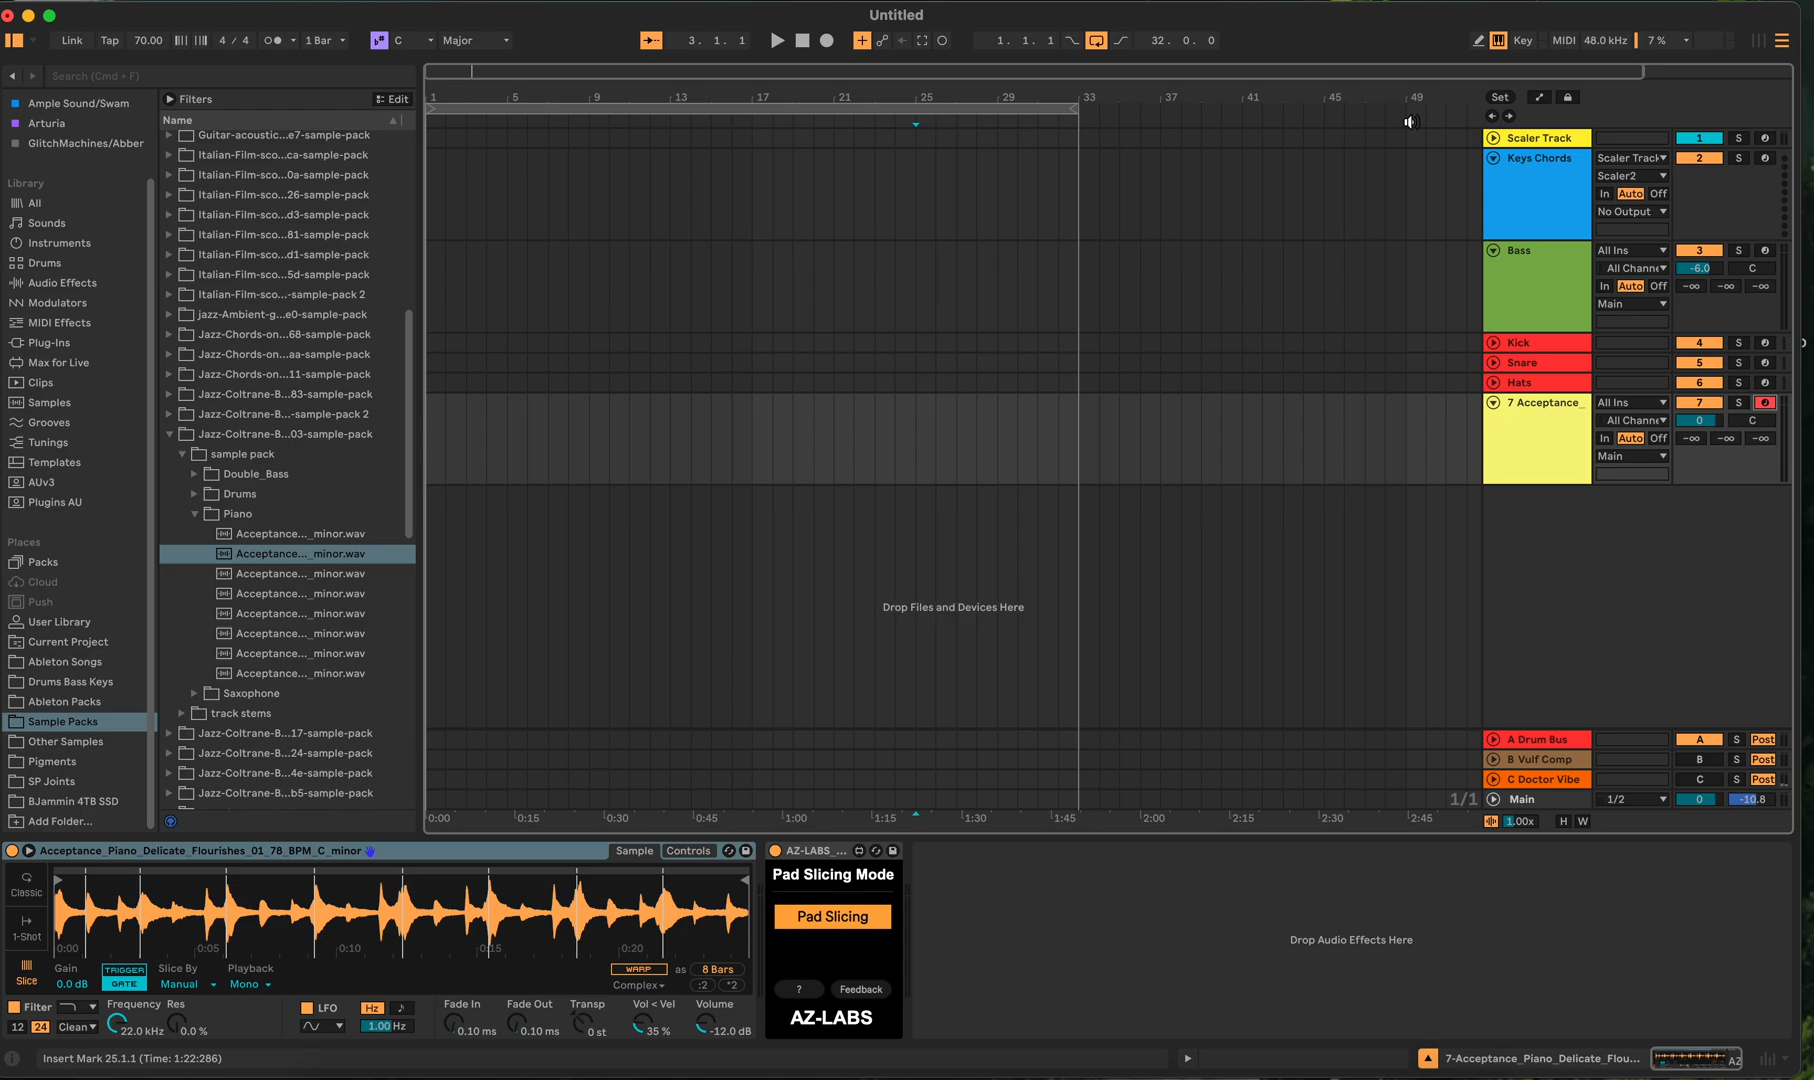 Untitled
Link Tap 70.00 4 / 4 1 Bar C Major 3. 1. 1 1. 1. 1 32. 0. 0 Key MIDI 48.0 kHz 7 %
Search (Cmd + F)
Ample Sound/Swam
Arturia
GlitchMachines/Abber
Library
All
Sounds
Instruments
Drums
Audio Effects
Modulators
MIDI Effects
Plug-Ins
Max for Live
Clips
Samples
Grooves
Tunings
Templates
AUv3
Plugins AU
Places
Packs
Cloud
Push
User Library
Current Project
Ableton Songs
Drums Bass Keys
Ableton Packs
Sample Packs
Other Samples
Pigments
SP Joints
BJammin 4TB SSD
Add Folder...
Filters Edit
Name
Guitar-acoustic...e7-sample-pack
Italian-Film-sco...ca-sample-pack
Italian-Film-sco...0a-sample-pack
Italian-Film-sco...26-sample-pack
Italian-Film-sco...d3-sample-pack
Italian-Film-sco...81-sample-pack
Italian-Film-sco...d1-sample-pack
Italian-Film-sco...5d-sample-pack
Italian-Film-sco...-sample-pack 2
jazz-Ambient-g...e0-sample-pack
Jazz-Chords-on...68-sample-pack
Jazz-Chords-on...aa-sample-pack
Jazz-Chords-on...11-sample-pack
Jazz-Coltrane-B...83-sample-pack
Jazz-Coltrane-B...-sample-pack 2
Jazz-Coltrane-B...03-sample-pack
sample pack
Double_Bass
Drums
Piano
Acceptance..._minor.wav
Acceptance..._minor.wav
Acceptance..._minor.wav
Acceptance..._minor.wav
Acceptance..._minor.wav
Acceptance..._minor.wav
Acceptance..._minor.wav
Acceptance..._minor.wav
Saxophone
track stems
Jazz-Coltrane-B...17-sample-pack
Jazz-Coltrane-B...24-sample-pack
Jazz-Coltrane-B...4e-sample-pack
Jazz-Coltrane-B...b5-sample-pack
1 5 9 13 17 21 25 29 33 37 41 45 49 Set
Scaler Track 1 S
Keys Chords Scaler Track 2 S
Scaler2
In Auto Off
No Output
Bass All Ins 3 S
All Channe -6.0 C
In Auto Off -∞ -∞ -∞
Main
Kick 4 S
Snare 5 S
Hats 6 S
7 Acceptance_ All Ins 7 S
All Channe 0 C
In Auto Off -∞ -∞ -∞
Main
Drop Files and Devices Here
A Drum Bus A S Post
B Vulf Comp B S Post
C Doctor Vibe C S Post
1/1 Main 1/2 0 -10.8
0:00 0:15 0:30 0:45 1:00 1:15 1:30 1:45 2:00 2:15 2:30 2:45 1.00x H W
Acceptance_Piano_Delicate_Flourishes_01_78_BPM_C_minor Sample Controls
Classic
1-Shot
Slice
0:00 0:05 0:10 0:15 0:20
Gain TRIGGER Slice By Playback WARP as 8 Bars
0.0 dB GATE Manual Mono Complex :2 *2
Filter Frequency Res LFO Hz Fade In Fade Out Transp Vol < Vel Volume
12 24 Clean 22.0 kHz 0.0 % 1.00 Hz 0.10 ms 0.10 ms 0 st 35 % -12.0 dB
AZ-LABS_...
Pad Slicing Mode
Pad Slicing
? Feedback
AZ-LABS
Drop Audio Effects Here
Insert Mark 25.1.1 (Time: 1:22:286) 7-Acceptance_Piano_Delicate_Flou... AZ